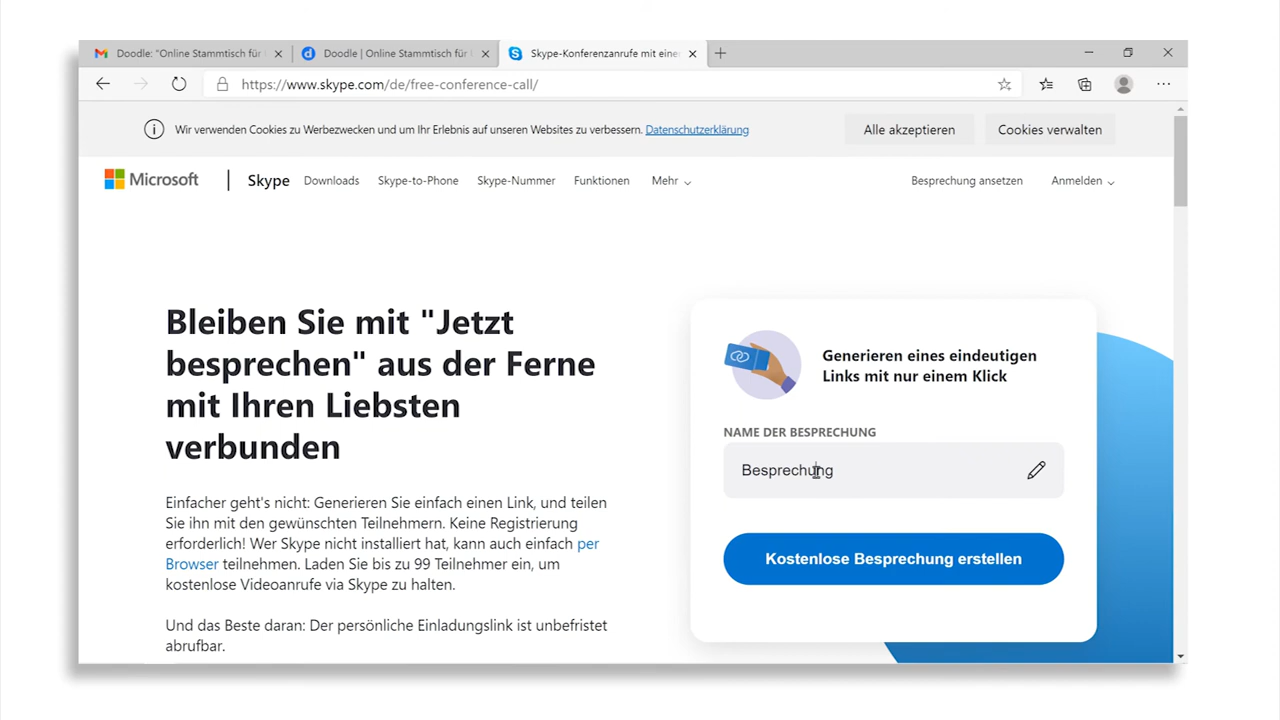 Doodle: "Online Stammtisch für
Doodle | Online Stammtisch für
Skype-Konferenzanrufe mit einer
https://www.skype.com/de/free-conference-call/
Wir verwenden Cookies zu Werbezwecken und um Ihr Erlebnis auf unseren Websites zu verbessern. Datenschutzerklärung
Alle akzeptieren
Cookies verwalten
Microsoft
Skype
Downloads
Skype-to-Phone
Skype-Nummer
Funktionen
Mehr
Besprechung ansetzen
Anmelden
Bleiben Sie mit "Jetzt
besprechen" aus der Ferne
mit Ihren Liebsten
verbunden
Einfacher geht's nicht: Generieren Sie einfach einen Link, und teilen
Sie ihn mit den gewünschten Teilnehmern. Keine Registrierung
erforderlich! Wer Skype nicht installiert hat, kann auch einfach per
Browser teilnehmen. Laden Sie bis zu 99 Teilnehmer ein, um
kostenlose Videoanrufe via Skype zu halten.
Und das Beste daran: Der persönliche Einladungslink ist unbefristet
abrufbar.
Generieren eines eindeutigen
Links mit nur einem Klick
NAME DER BESPRECHUNG
Besprechung
Kostenlose Besprechung erstellen